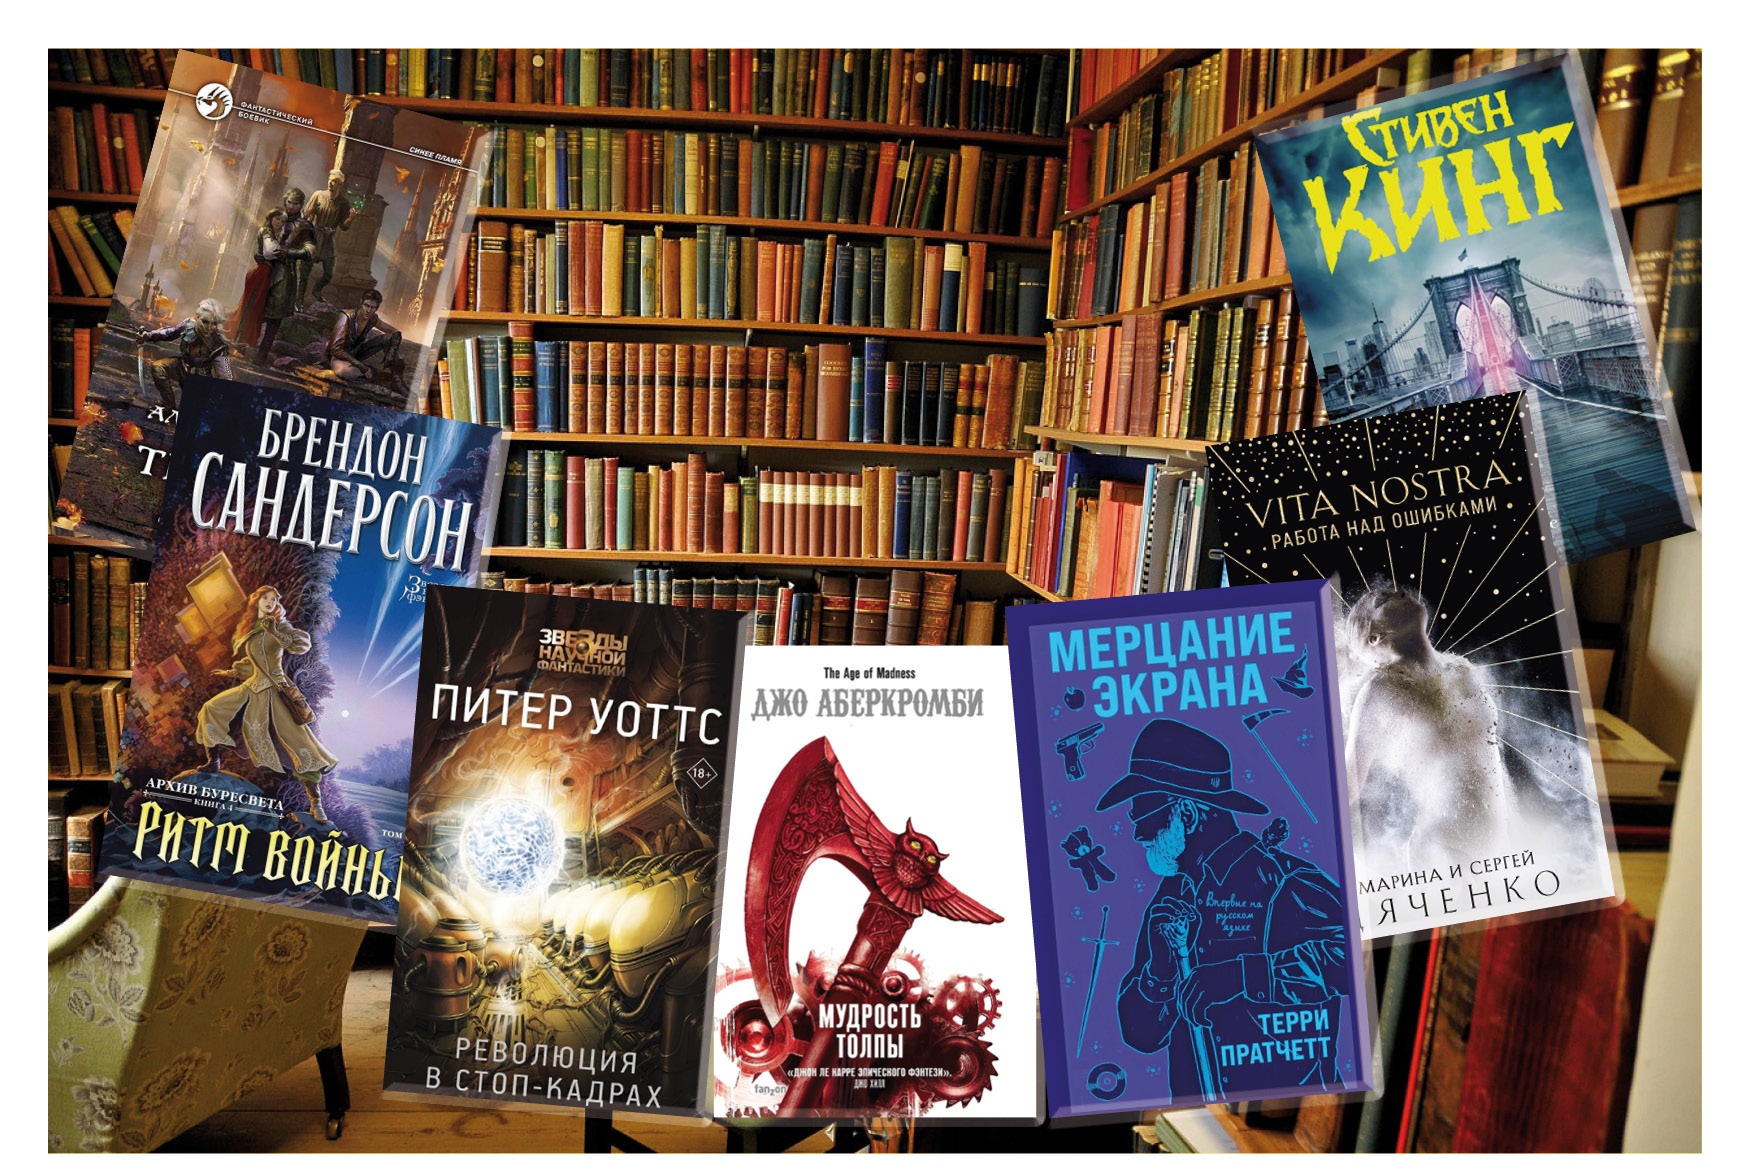 ФАНТАСТИЧЕСКИЙ
БОЕВИК
СИНЕЕ ПЛАМЯ
БРЕНДОН
САНДЕРСОН
АРХИВ БУРЕСВЕТА
КНИГА 4
ТОМ
РИТМ ВОЙНЫ
ЗВЕЗДЫ
НАУЧНОЙ
ФАНТАСТИКИ
ПИТЕР УОТТС
18+
РЕВОЛЮЦИЯ
В СТОП-КАДРАХ
The Age of Madness
ДЖО АБЕРКРОМБИ
МУДРОСТЬ
ТОЛПЫ
«ДЖОН ЛЕ КАРРЕ ЭПИЧЕСКОГО ФЭНТЕЗИ».
ДЖО ХИЛЛ
fanzon
МЕРЦАНИЕ
ЭКРАНА
Впервые на
русском
языке
ТЕРРИ
ПРАТЧЕТТ
СТИВЕН
КИНГ
VITA NOSTRA
РАБОТА НАД ОШИБКАМИ
МАРИНА И СЕРГЕЙ
ДЯЧЕНКО